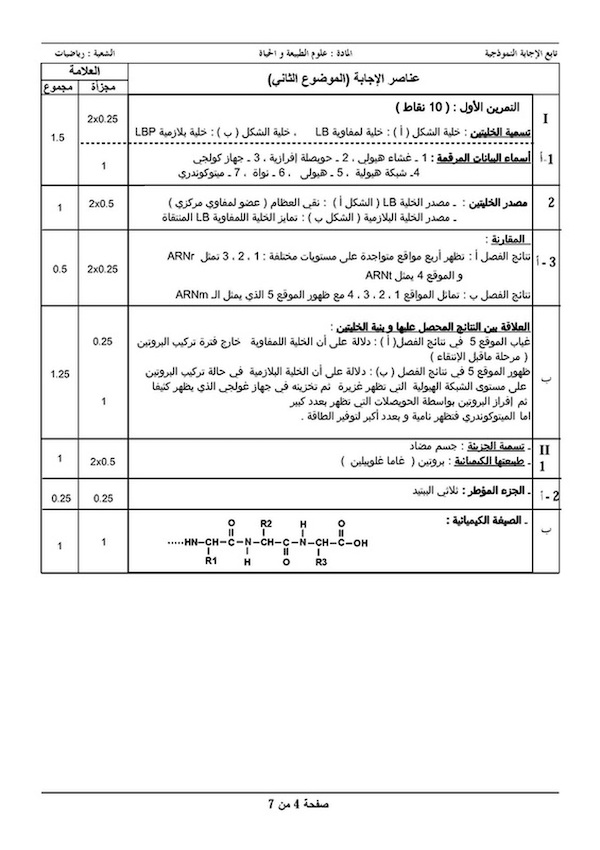 تابع الإجابة النموذجية المادة : علوم الطبيعة و الحياة الشعبة : رياضيات
عناصر الإجابة (الموضوع الثاني) العلامة
مجزأة مجموع
I التمرين الأول : ( 10 نقاط )
تسمية الخليتين : خلية الشكل ( أ ) : خلية لمفاوية LB ، خلية الشكل ( ب ) : خلية بلازمية LBP 2x0.25 1.5
1-أ أسماء البيانات المرقمة : 1 ـ غشاء هيولي ، 2 ـ حويصلة إفرازية ، 3 ـ جهاز كولجي 1
4ـ شبكة هيولية ، 5 ـ هيولى ، 6 ـ نواة ، 7 ـ ميتوكوندري
2 مصدر الخليتين : ـ مصدر الخلية LB ( الشكل أ ) : نقي العظام ( عضو لمفاوي مركزي ) 2x0.5 1
ـ مصدر الخلية البلازمية ( الشكل ب ) : تمايز الخلية اللمفاوية LB المنتقاة
3 - أ المقارنة :
نتائج الفصل أ : تظهر أربع مواقع متواجدة على مستويات مختلفة : 1 ، 2 ، 3 تمثل ARNr 2x0.25 0.5
و الموقع 4 يمثل ARNt
نتائج الفصل ب : تماثل المواقع 1 ، 2 ، 3 ، 4 مع ظهور الموقع 5 الذي يمثل الـ ARNm
ب العلاقة بين النتائج المحصل عليها و بنية الخليتين :
غياب الموقع 5 في نتائج الفصل( أ ) : دلالة على أن الخلية اللمفاوية خارج فترة تركيب البروتين 0.25 1.25
( مرحلة ماقبل الإنتقاء )
ظهور الموقع 5 في نتائج الفصل ( ب) : دلالة على أن الخلية البلازمية في حالة تركيب البروتين
على مستوى الشبكة الهيولية التي تظهر غزيرة ثم تخزينه في جهاز غولجي الذي يظهر كثيفا 1
ثم إفراز البروتين بواسطة الحويصلات التي تظهر بعدد كبير
اما الميتوكوندري فتظهر نامية و بعدد أكبر لتوفير الطاقة .
II ـ تسمية الجزيئة : جسم مضاد
1 ـ طبيعتها الكيميائية : بروتين ( غاما غلوبيلين ) 2x0.5 1
2 - أ ـ الجزء المؤطر : ثلاثي الببتيد 0.25 0.25
ب ـ الصيغة الكيميائية : 1 1
O R2 H O
.....HN—CH—C—N—CH—C—N—CH—C—OH
R1 H O R3
صفحة 4 من 7